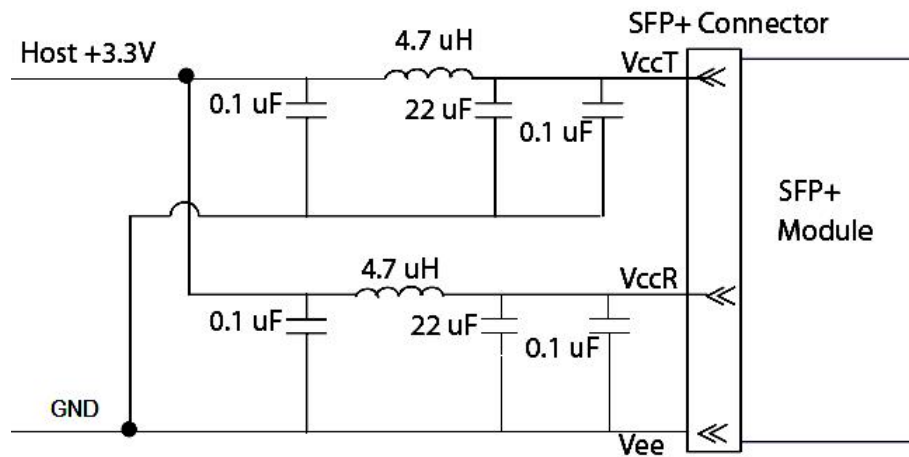 SFP+ Connector
Host +3.3V
4.7 uH
VccT
0.1 uF
22 uF
0.1 uF
SFP+
Module
4.7 uH
VccR
0.1 uF
22 uF
0.1 uF
GND
Vee